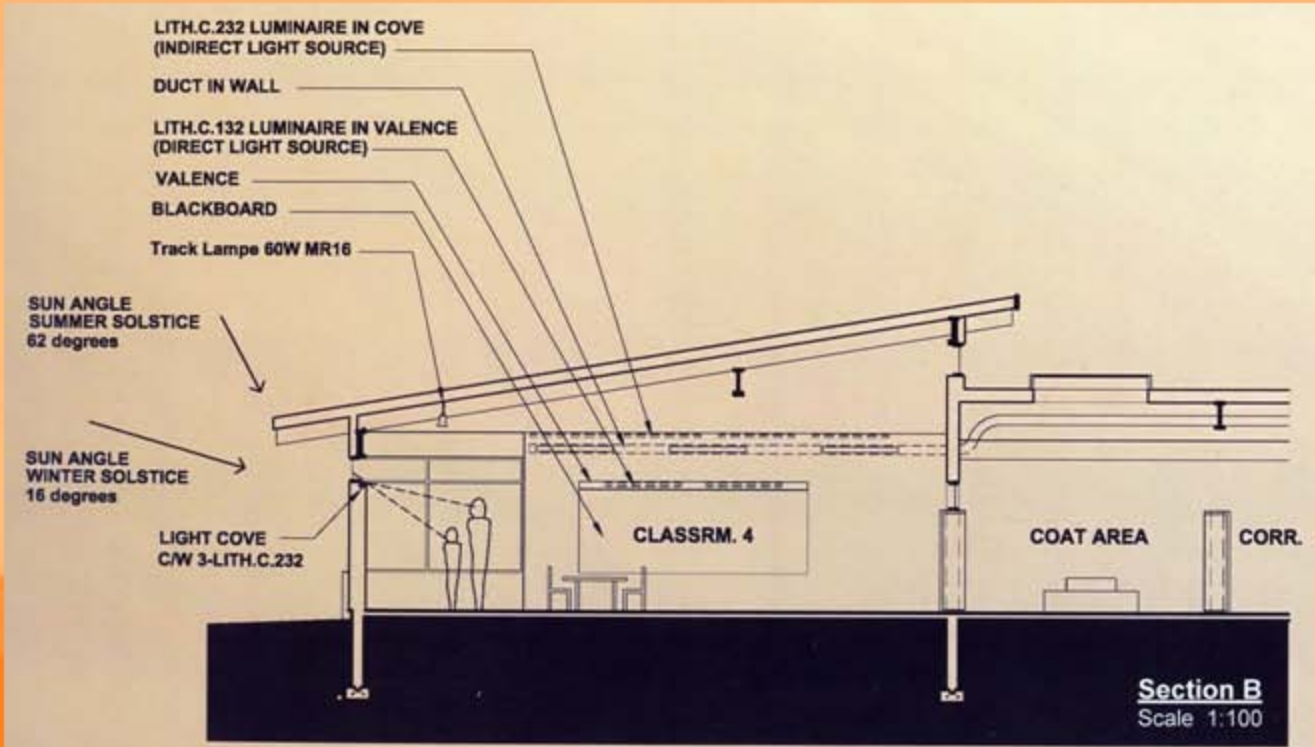 LITH.C.232 LUMINAIRE IN COVE
(INDIRECT LIGHT SOURCE)
DUCT IN WALL
LITH.C.132 LUMINAIRE IN VALENCE
(DIRECT LIGHT SOURCE)
VALENCE
BLACKBOARD
Track Lampe 60W MR16
SUN ANGLE
SUMMER SOLSTICE
62 degrees
SUN ANGLE
WINTER SOLSTICE
16 degrees
LIGHT COVE
C/W 3-LITH.C.232
CLASSRM. 4
COAT AREA
CORR.
Section B
Scale 1:100